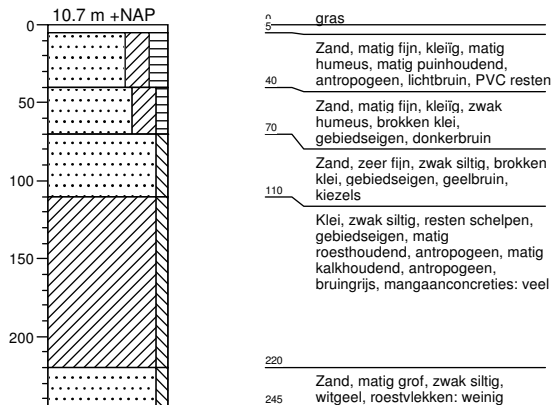 10.7 m +NAP
0
50
100
150
200
0
gras
5
Zand, matig fijn, kleiïg, matig
humeus, matig puinhoudend,
antropogeen, lichtbruin, PVC resten
40
Zand, matig fijn, kleiïg, zwak
humeus, brokken klei,
gebiedseigen, donkerbruin
70
Zand, zeer fijn, zwak siltig, brokken
klei, gebiedseigen, geelbruin,
kiezels
110
Klei, zwak siltig, resten schelpen,
gebiedseigen, matig
roesthoudend, antropogeen, matig
kalkhoudend, antropogeen,
bruingrijs, mangaanconcreties: veel
220
Zand, matig grof, zwak siltig,
witgeel, roestvlekken: weinig
245